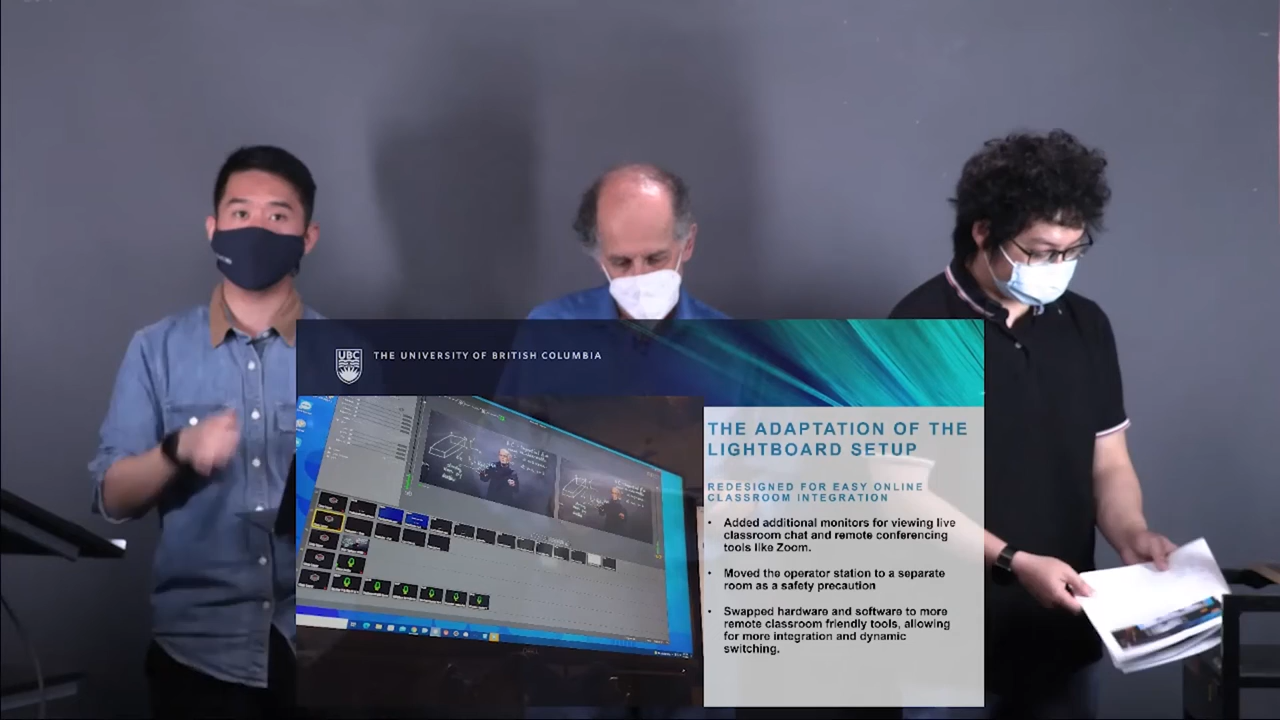 UBC
THE UNIVERSITY OF BRITISH COLUMBIA
THE ADAPTATION OF THE
LIGHTBOARD SETUP
REDESIGNED FOR EASY ONLINE
CLASSROOM INTEGRATION
• Added additional monitors for viewing live
classroom chat and remote conferencing
tools like Zoom.
• Moved the operator station to a separate
room as a safety precaution
• Swapped hardware and software to more
remote classroom friendly tools, allowing
for more integration and dynamic
switching.